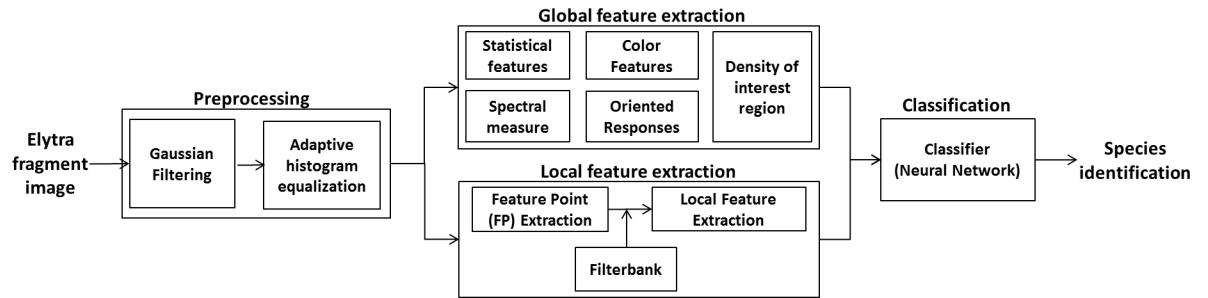 Elytra
fragment
image
Preprocessing
Gaussian
Filtering
Adaptive
histogram
equalization
Global feature extraction
Statistical
features
Color
Features
Spectral
measure
Oriented
Responses
Density of
interest
region
Local feature extraction
Feature Point
(FP) Extraction
Local Feature
Extraction
Filterbank
Classification
Classifier
(Neural Network)
Species
identification